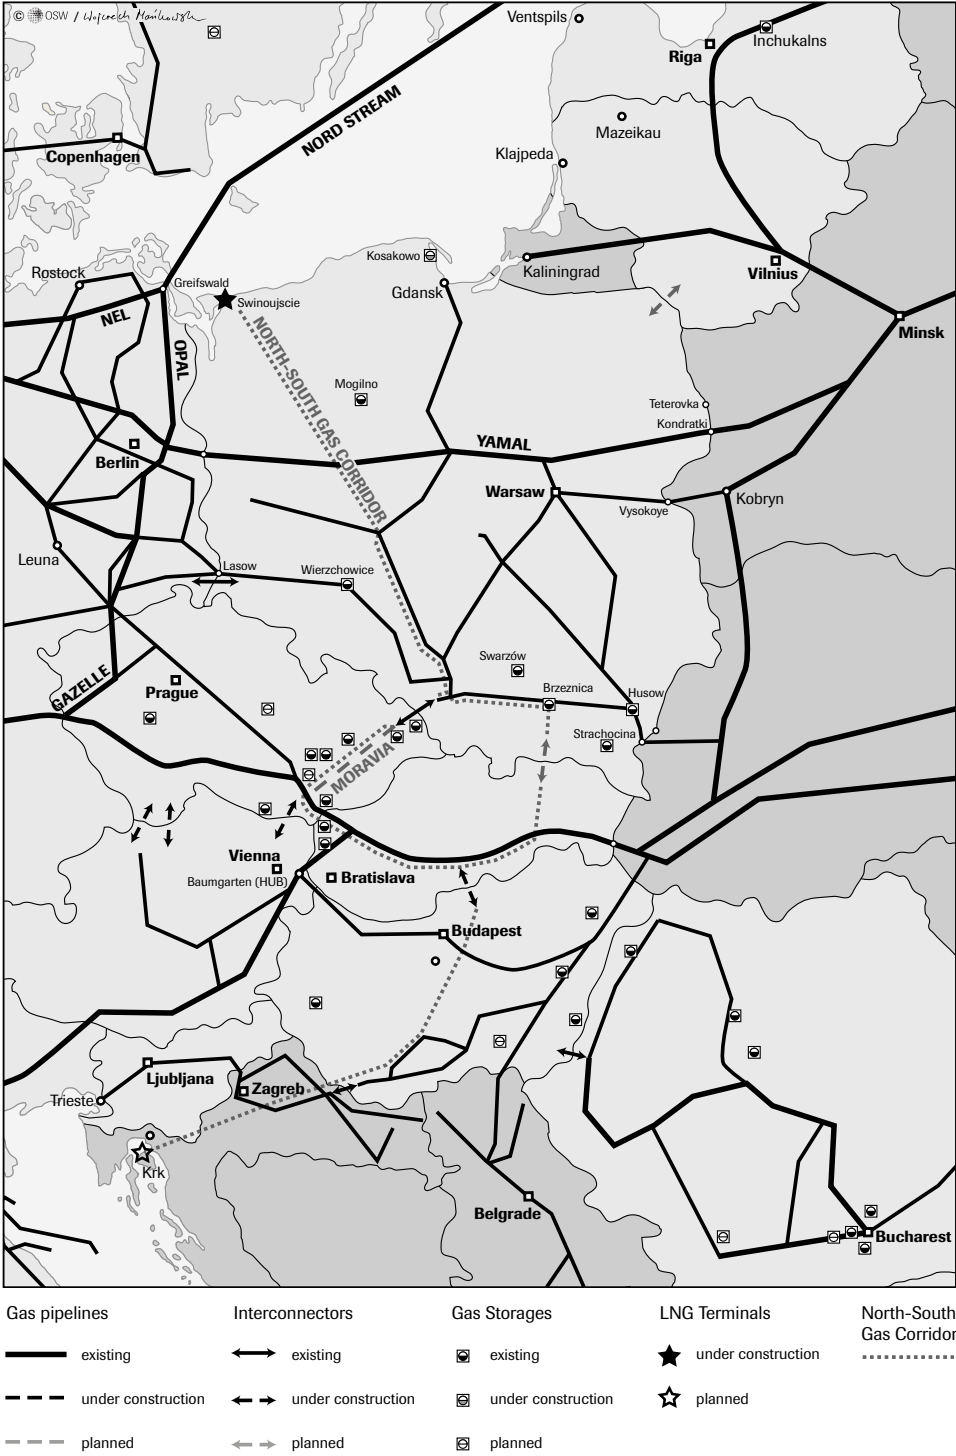 © OSW / Wojciech Mańkowski
Ventspils
Inchukalns
Riga
Mazeikau
NORD STREAM
Copenhagen
Klajpeda
Kosakowo
Kaliningrad
Vilnius
Rostock
Greifswald
Gdansk
Swinoujscie
NEL
Minsk
OPAL
NORTH–SOUTH GAS CORRIDOR
Mogilno
Teterovka
Kondratki
YAMAL
Berlin
Warsaw
Kobryn
Vysokoye
Leuna
Lasow
Wierzchowice
Swarzów
GAZELLE
Prague
Brzeznica
Husow
Strachocina
MORAVIA
Vienna
Baumgarten (HUB)
Bratislava
Budapest
Ljubljana
Zagreb
Trieste
Krk
Belgrade
Bucharest
Gas pipelines
existing
under construction
planned
Interconnectors
existing
under construction
planned
Gas Storages
existing
under construction
planned
LNG Terminals
under construction
planned
North-South
Gas Corridor